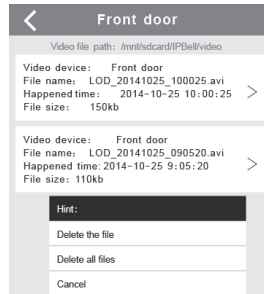 Front door
Video file path: /mnt/sdcard/IPBell/video
Video device: Front door
File name: LOD_20141025_100025.avi
Happened time: 2014-10-25 10:00:25
File size: 150kb
Video device: Front door
File name: LOD_20141025_090520.avi
Happened time: 2014-10-25 9:05:20
File size: 110kb
Hint:
Delete the file
Delete all files
Cancel